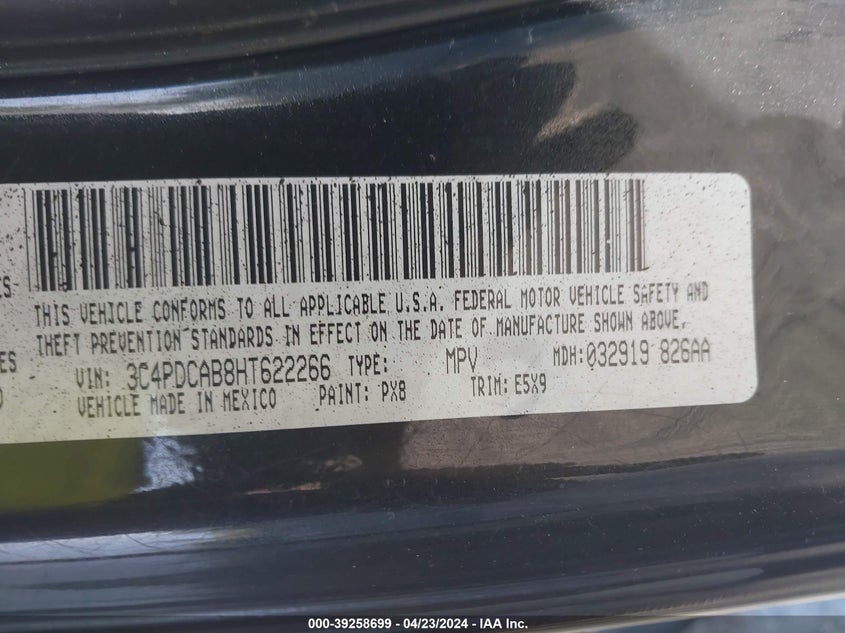 ES
THIS VEHICLE CONFORMS TO ALL APPLICABLE U.S.A. FEDERAL MOTOR VEHICLE SAFETY AND
THEFT PREVENTION STANDARDS IN EFFECT ON THE DATE OF MANUFACTURE SHOWN ABOVE.
ES
VIN: 3C4PDCAB8HT622266 TYPE: MPV MDH:032919 826AA
VEHICLE MADE IN MEXICO PAINT: PX8 TRIM: E5X9
000-39258699 - 04/23/2024 - IAA Inc.